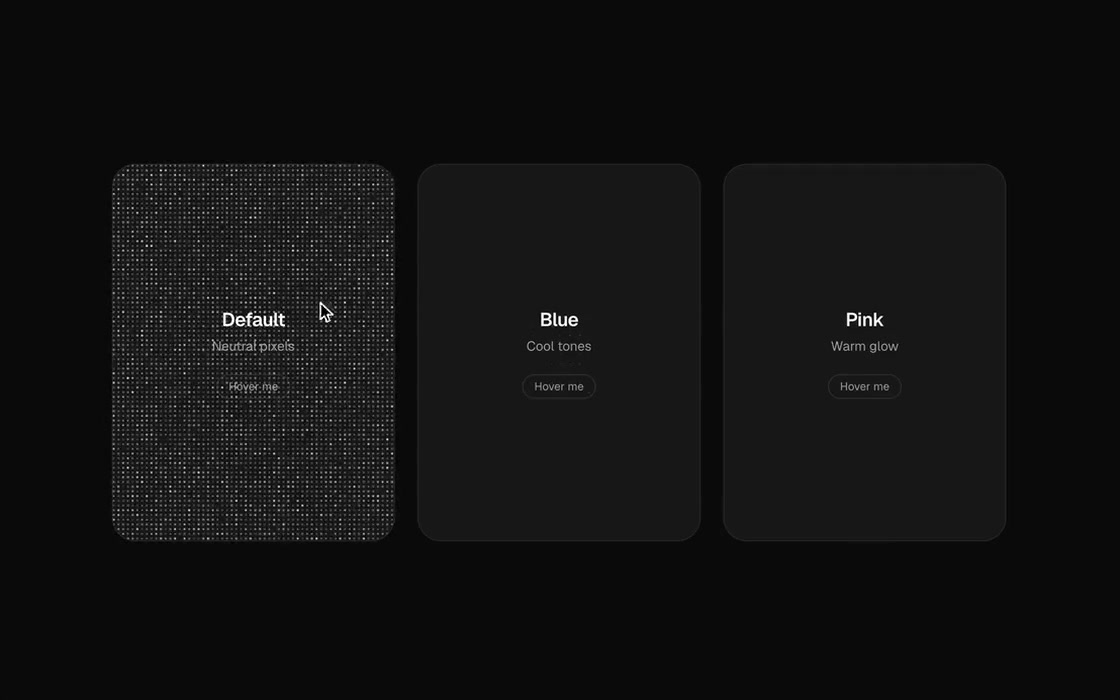 Default
Neutral pixels
Hover me
Blue
Cool tones
Hover me
Pink
Warm glow
Hover me